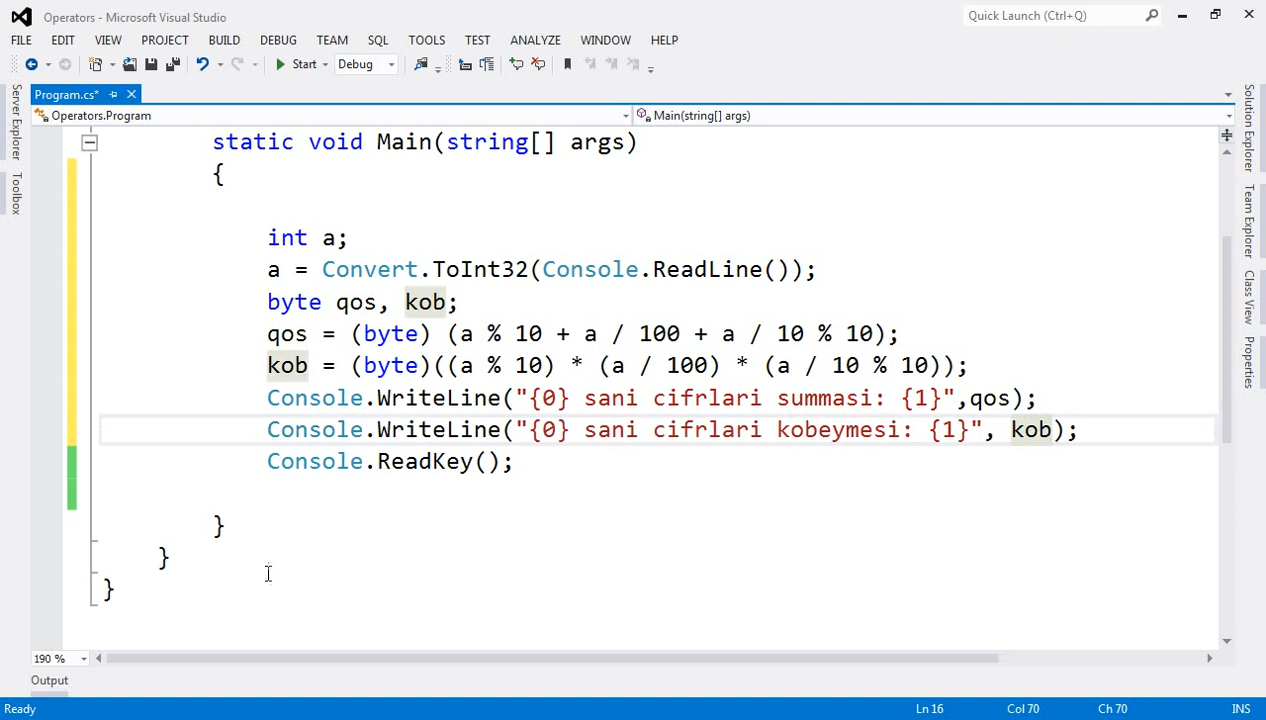 Operators - Microsoft Visual Studio
Quick Launch (Ctrl+Q)
FILE EDIT VIEW PROJECT BUILD DEBUG TEAM SQL TOOLS TEST ANALYZE WINDOW HELP
Start Debug
Program.cs*
Operators.Program Main(string[] args)
static void Main(string[] args)
{
int a;
a = Convert.ToInt32(Console.ReadLine());
byte qos, kob;
qos = (byte) (a % 10 + a / 100 + a / 10 % 10);
kob = (byte)((a % 10) * (a / 100) * (a / 10 % 10));
Console.WriteLine("{0} sani cifrlari summasi: {1}",qos);
Console.WriteLine("{0} sani cifrlari kobeymesi: {1}", kob);
Console.ReadKey();
}
}
}
190 %
Output
Ready Ln 16 Col 70 Ch 70 INS
Server Explorer
Toolbox
Solution Explorer
Team Explorer
Class View
Properties